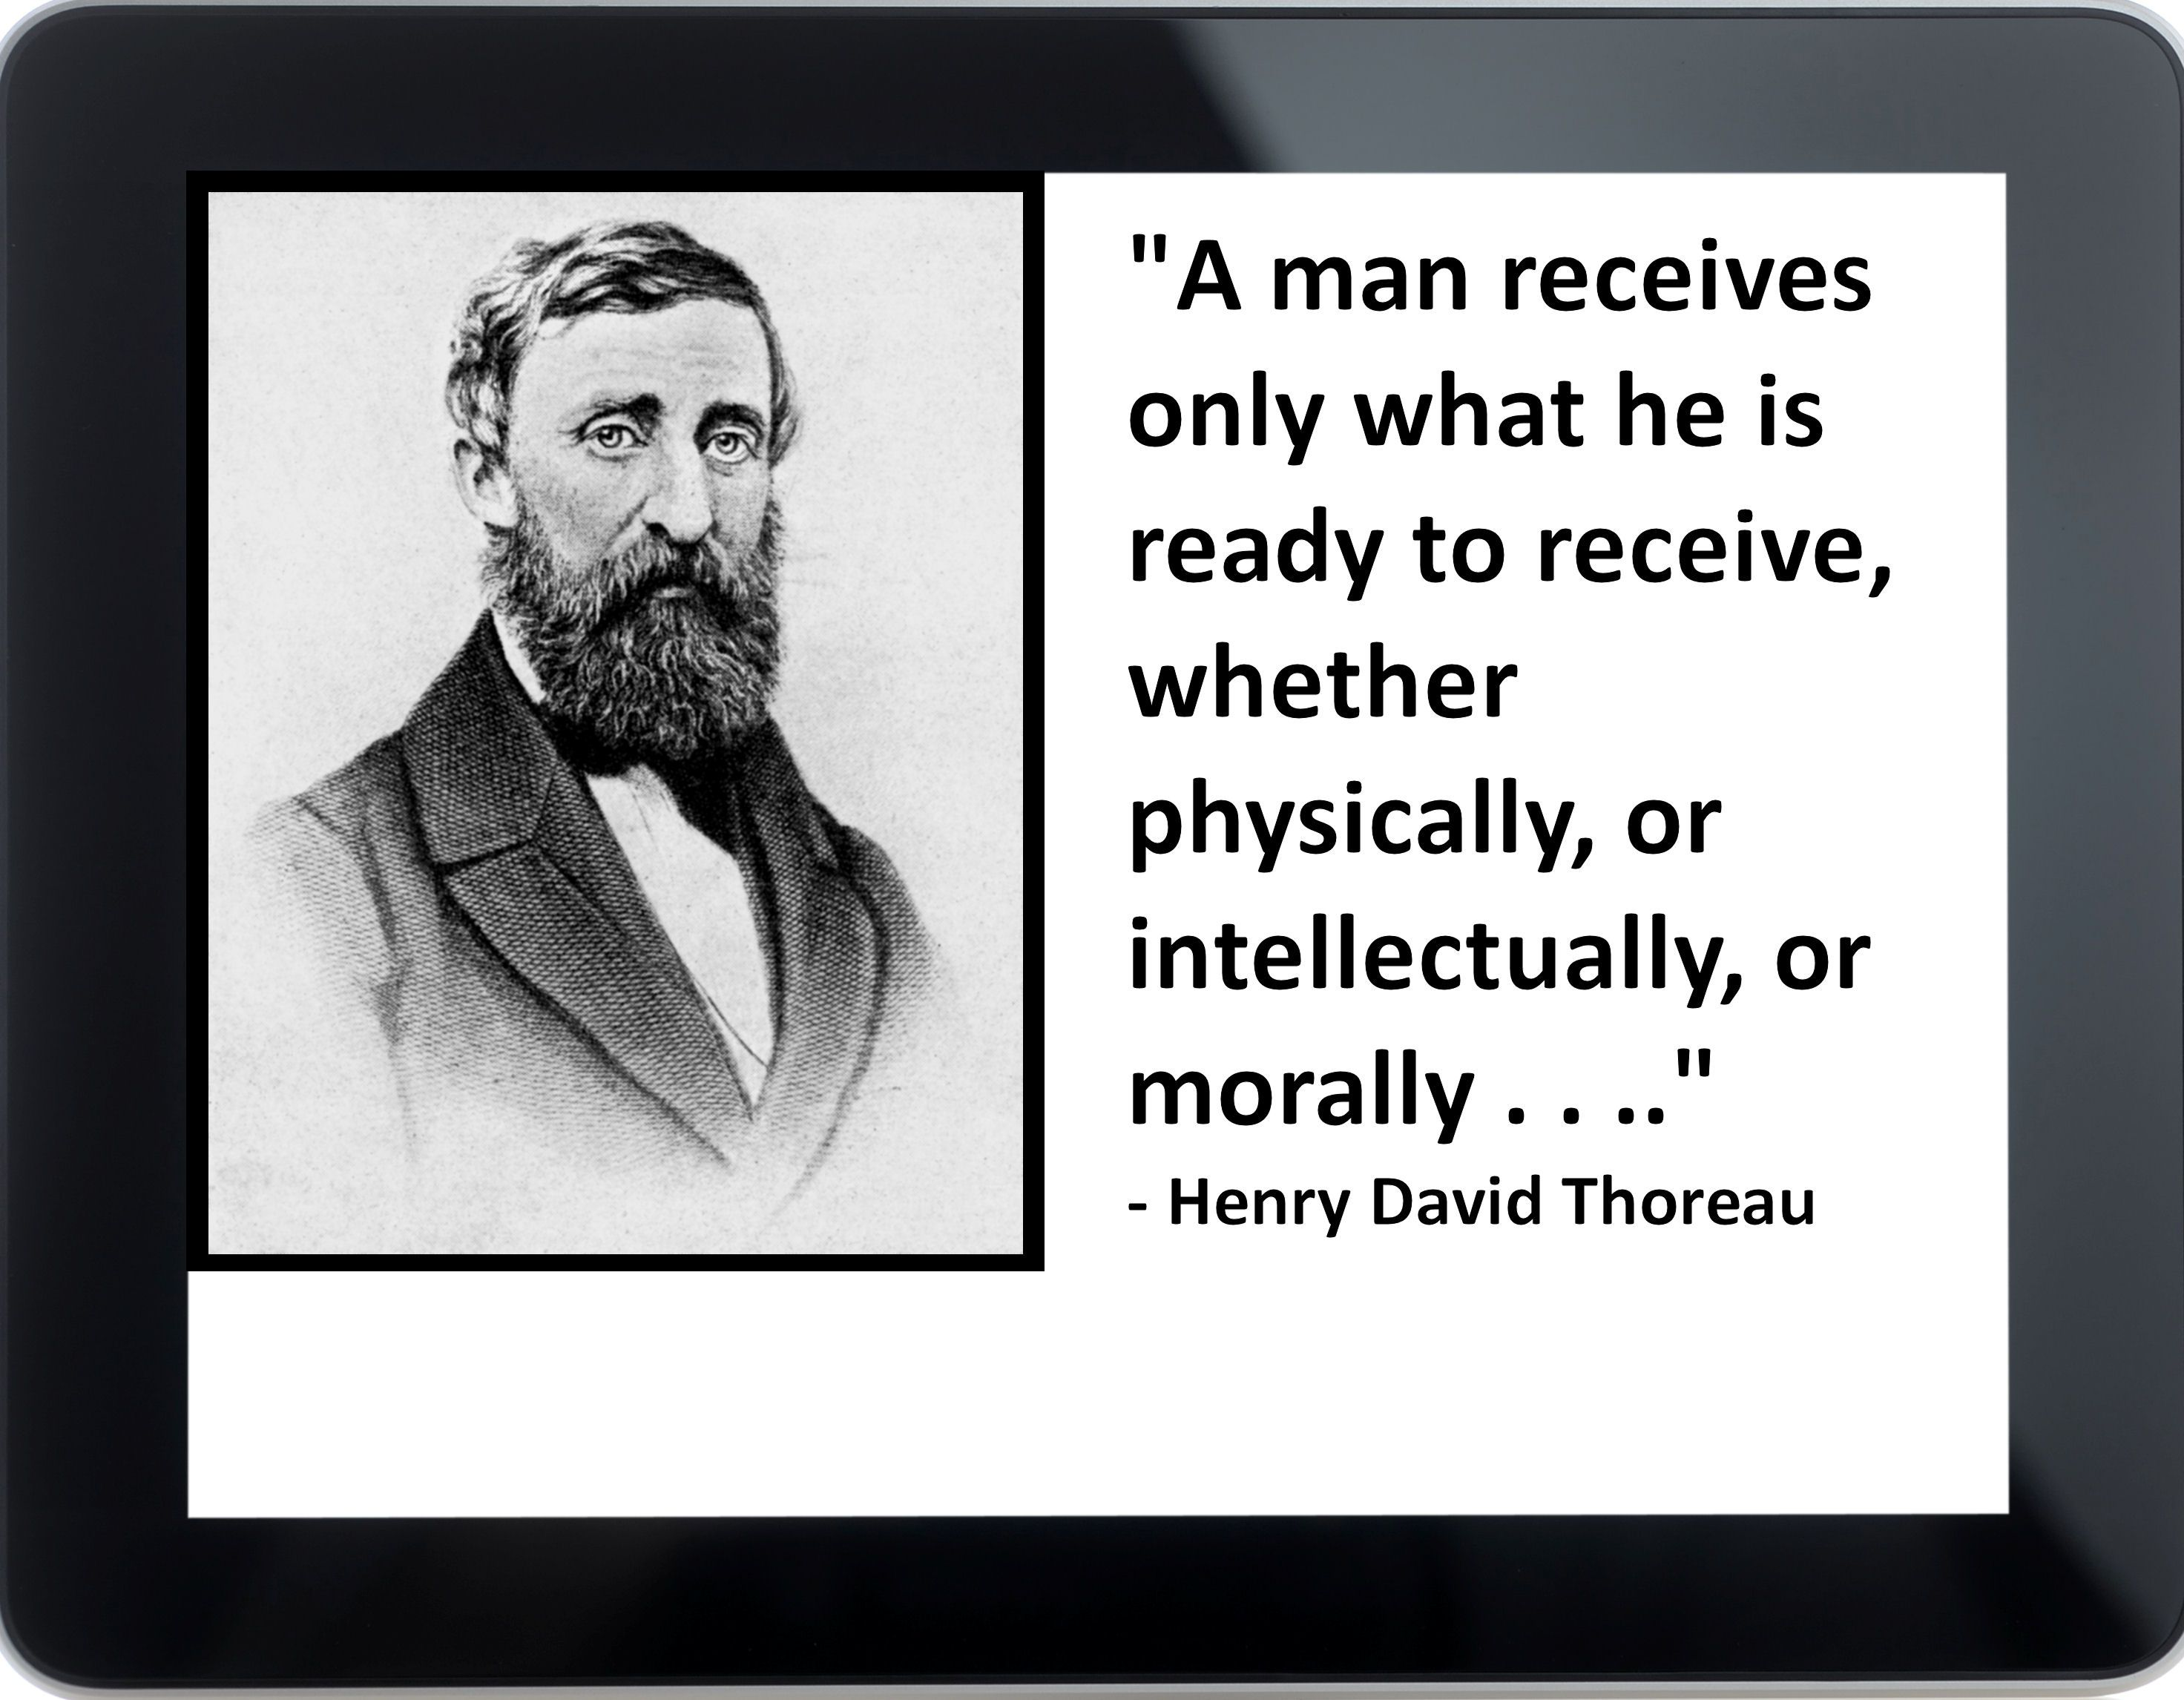 "A man receives
only what he is
ready to receive,
whether
physically, or
intellectually, or
morally . . .."
- Henry David Thoreau